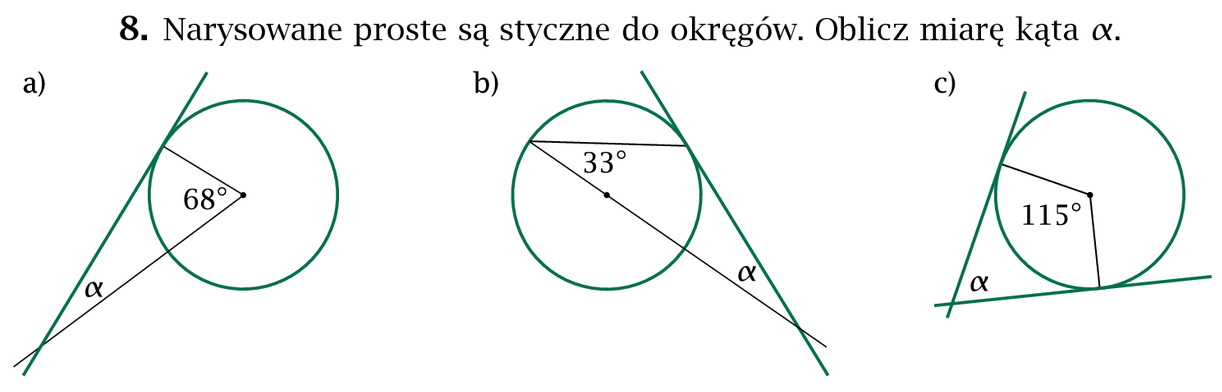 8. Narysowane proste są styczne do okręgów. Oblicz miarę kąta α.
a)
68°
α
b)
33°
α
c)
115°
α